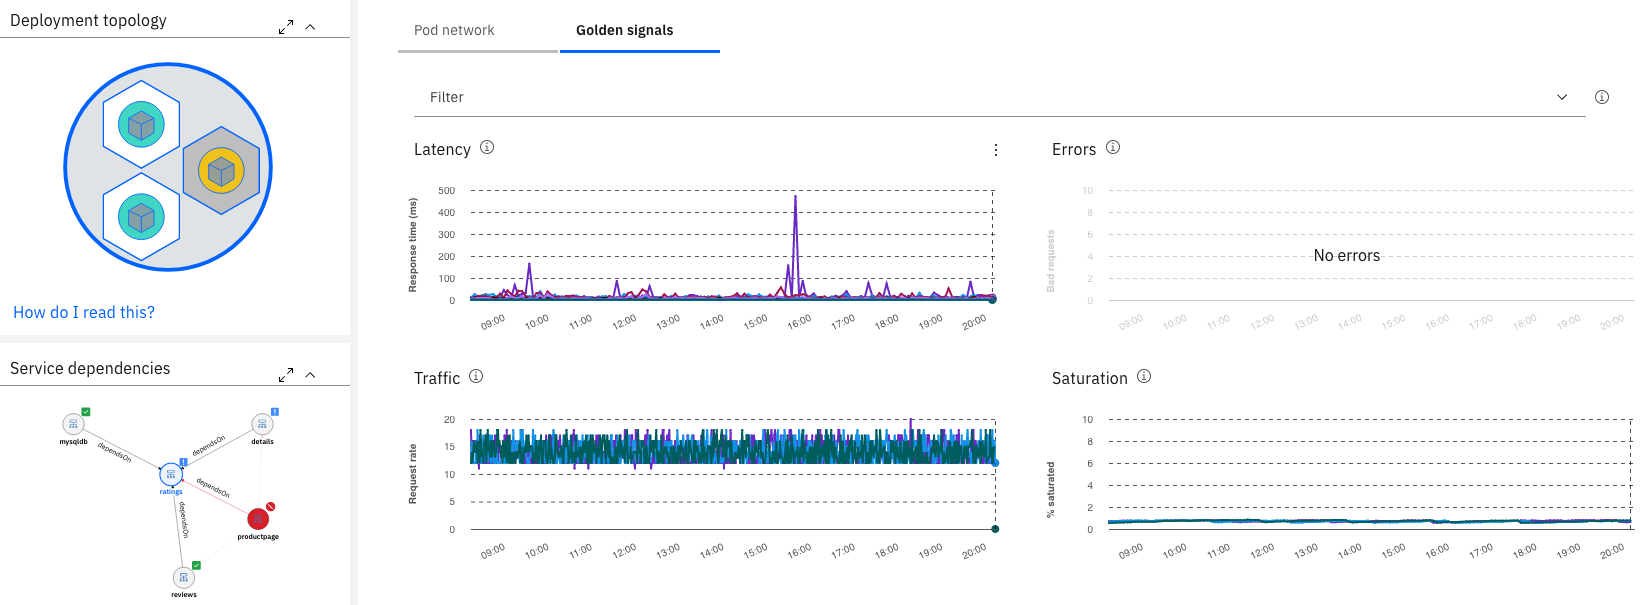 Deployment topology
How do I read this?
Service dependencies
mysqldb
details
dependsOn
dependsOn
ratings
dependsOn
dependsOn
productpage
reviews
Pod network
Golden signals
Filter
Latency
Response time (ms)
500
400
300
200
100
0
09:00 10:00 11:00 12:00 13:00 14:00 15:00 16:00 17:00 18:00 19:00 20:00
Errors
Bad requests
10
8
6
4
2
0
No errors
09:00 10:00 11:00 12:00 13:00 14:00 15:00 16:00 17:00 18:00 19:00 20:00
Traffic
Request rate
20
15
10
5
0
09:00 10:00 11:00 12:00 13:00 14:00 15:00 16:00 17:00 18:00 19:00 20:00
Saturation
% saturated
10
8
6
4
2
0
09:00 10:00 11:00 12:00 13:00 14:00 15:00 16:00 17:00 18:00 19:00 20:00